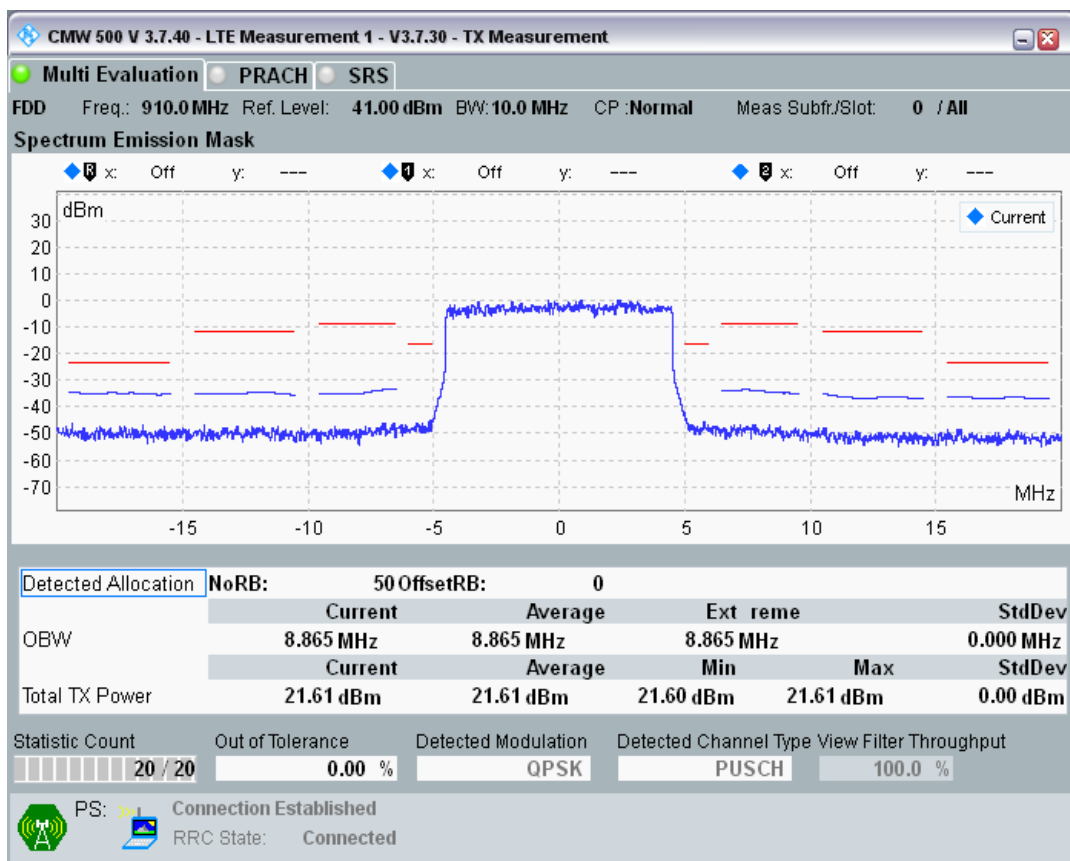 CMW 500 V 3.7.40 - LTE Measurement 1 - V3.7.30 - TX Measurement
Multi Evaluation PRACH SRS
FDD Freq.: 910.0 MHz Ref. Level: 41.00 dBm BW: 10.0 MHz CP :Normal Meas Subfr./Slot: 0 / All
Spectrum Emission Mask
R x: Off y: --- 1 x: Off y: --- 2 x: Off y: ---
dBm
Current
30
20
10
0
-10
-20
-30
-40
-50
-60
-70
MHz
-15 -10 -5 0 5 10 15
Detected Allocation NoRB: 50 OffsetRB: 0
Current Average Ext reme StdDev
OBW 8.865 MHz 8.865 MHz 8.865 MHz 0.000 MHz
Current Average Min Max StdDev
Total TX Power 21.61 dBm 21.61 dBm 21.60 dBm 21.61 dBm 0.00 dBm
Statistic Count Out of Tolerance Detected Modulation Detected Channel Type View Filter Throughput
20 / 20 0.00 % QPSK PUSCH 100.0 %
PS: Connection Established
RRC State: Connected